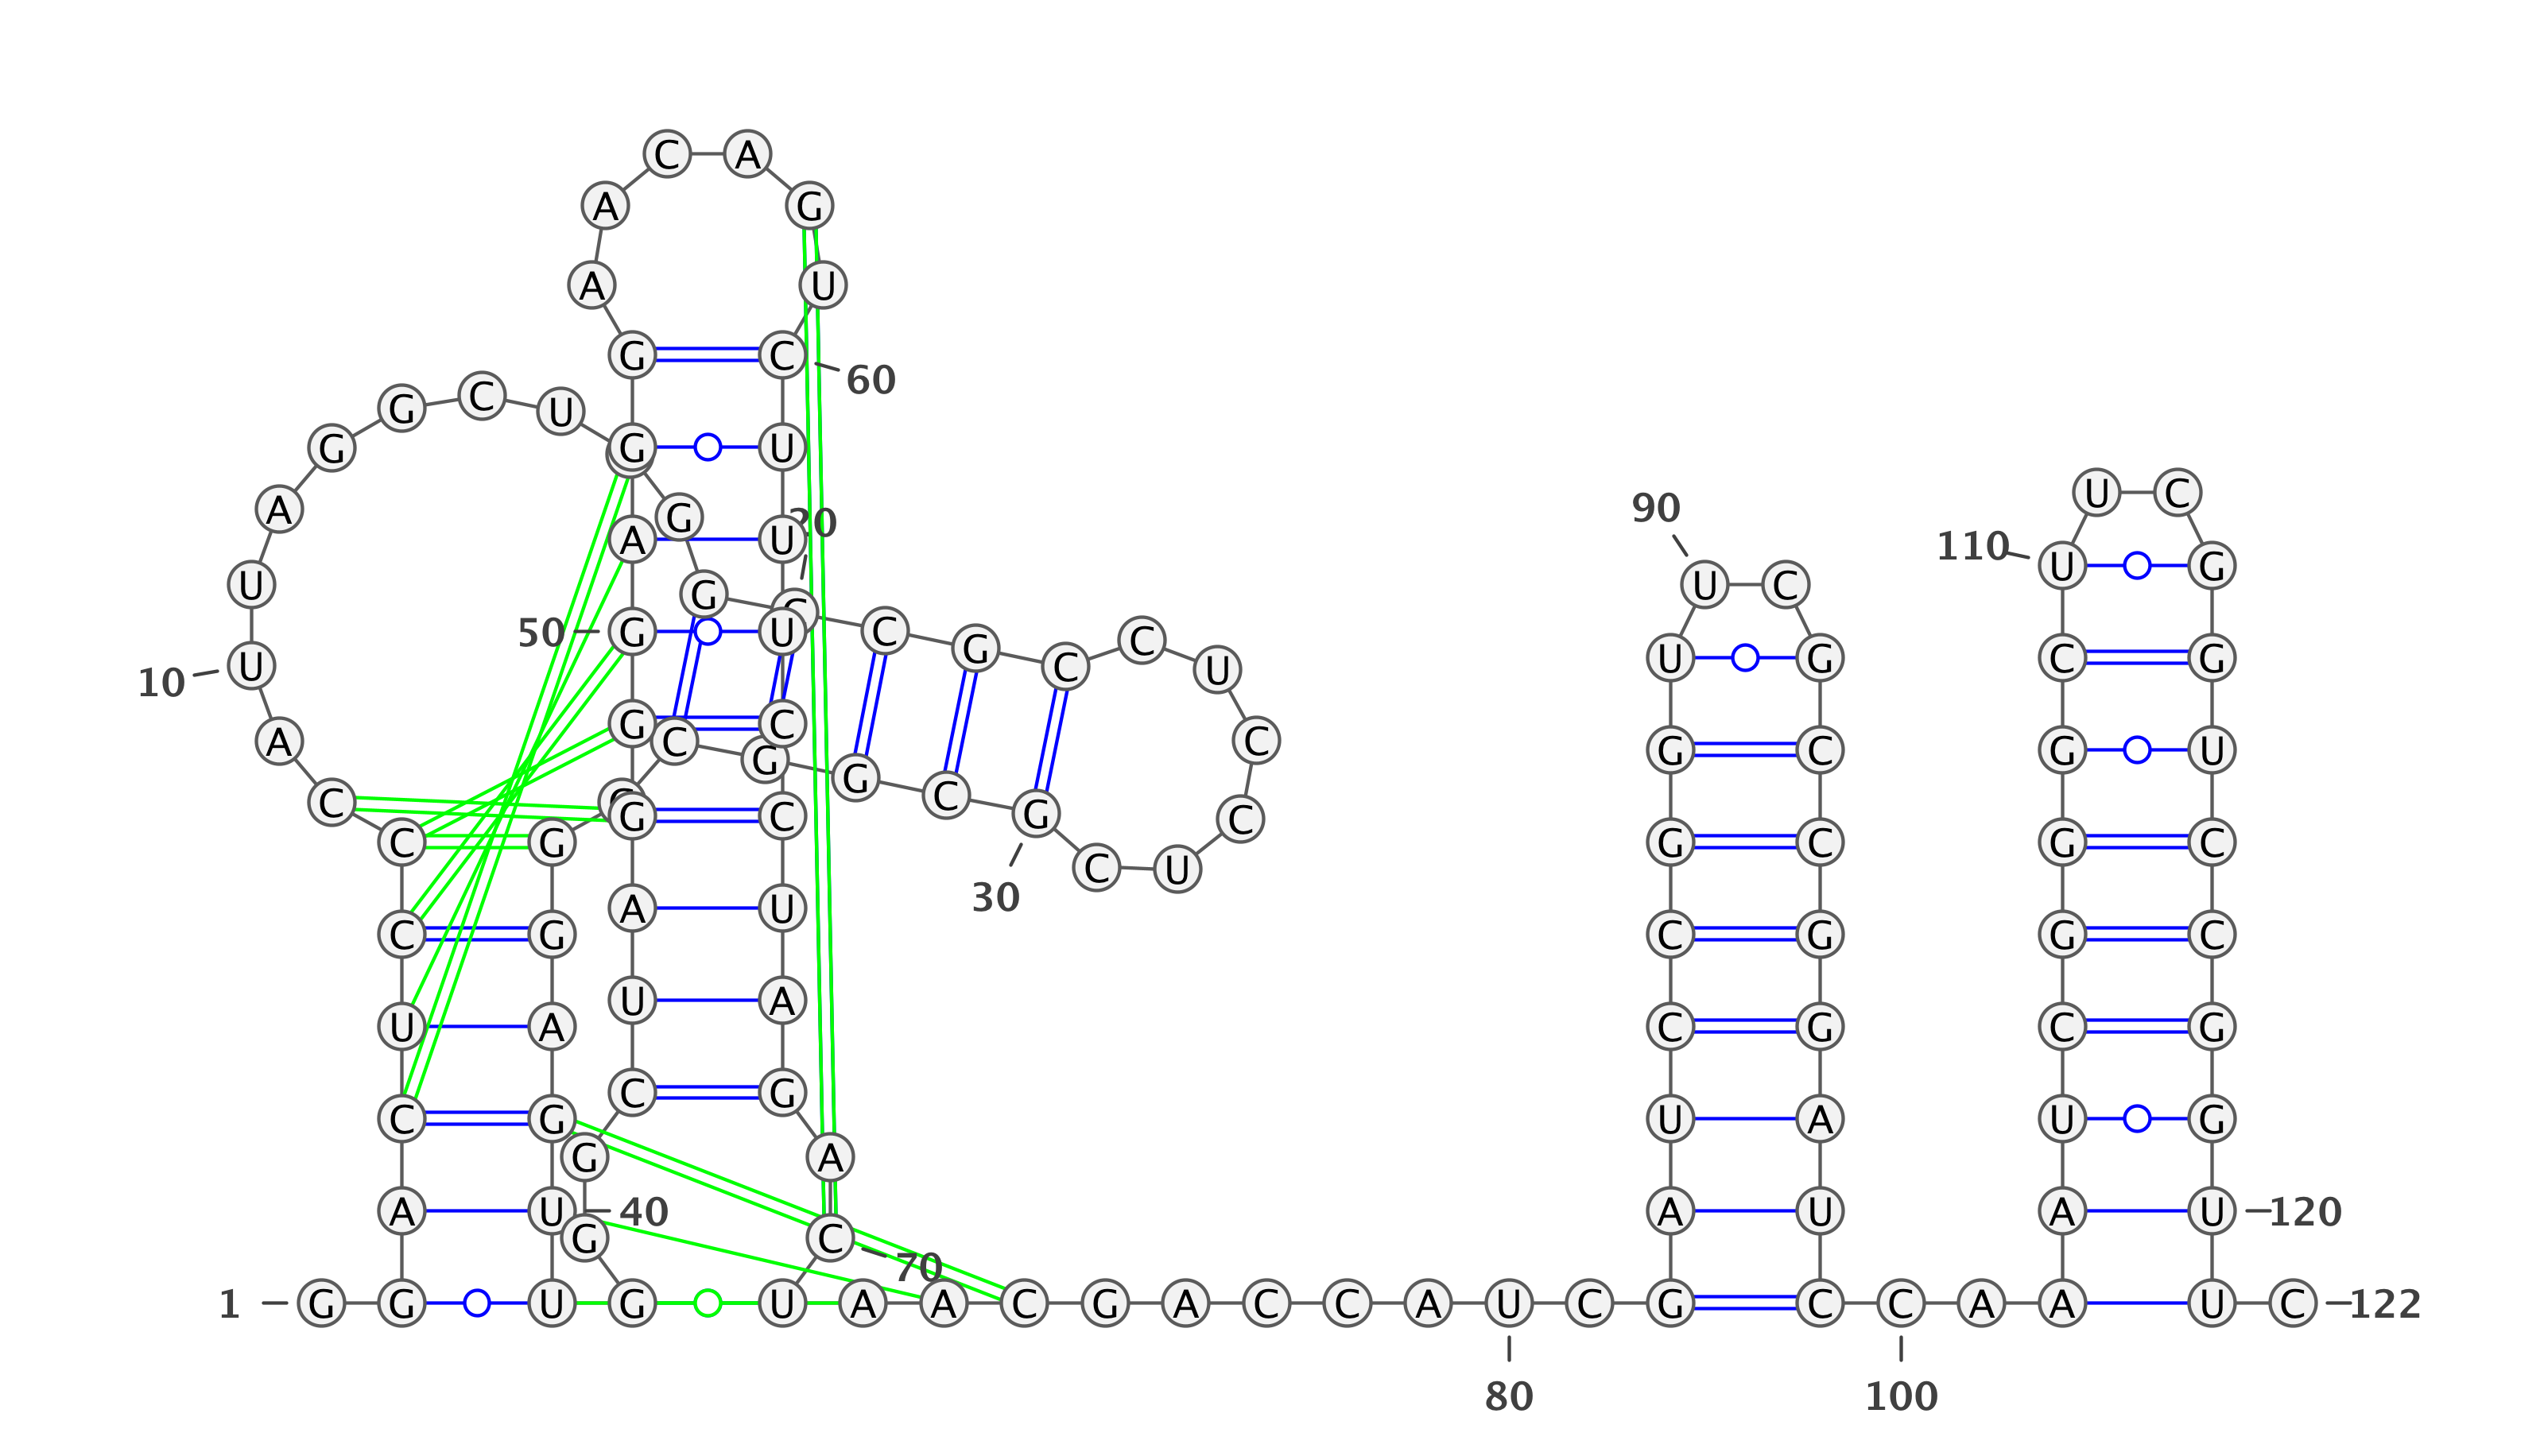 C A
A G
A U
G C
60
G C U
G G U
U C
90
A G 20
A U
110 U G
U G U C
50 G U C G C C U
10 U U G C G
G C
A C G C
G C G U
G C
C G C G C
C G G C G C
C U
30
A U
C G C G G C
U A
U A C G C G
C G
C G U A U G
G A
A U 40 A U A U 120
G C
70
1 G G U G U A A C G A C C A U C G C C A A U C 122
80 100